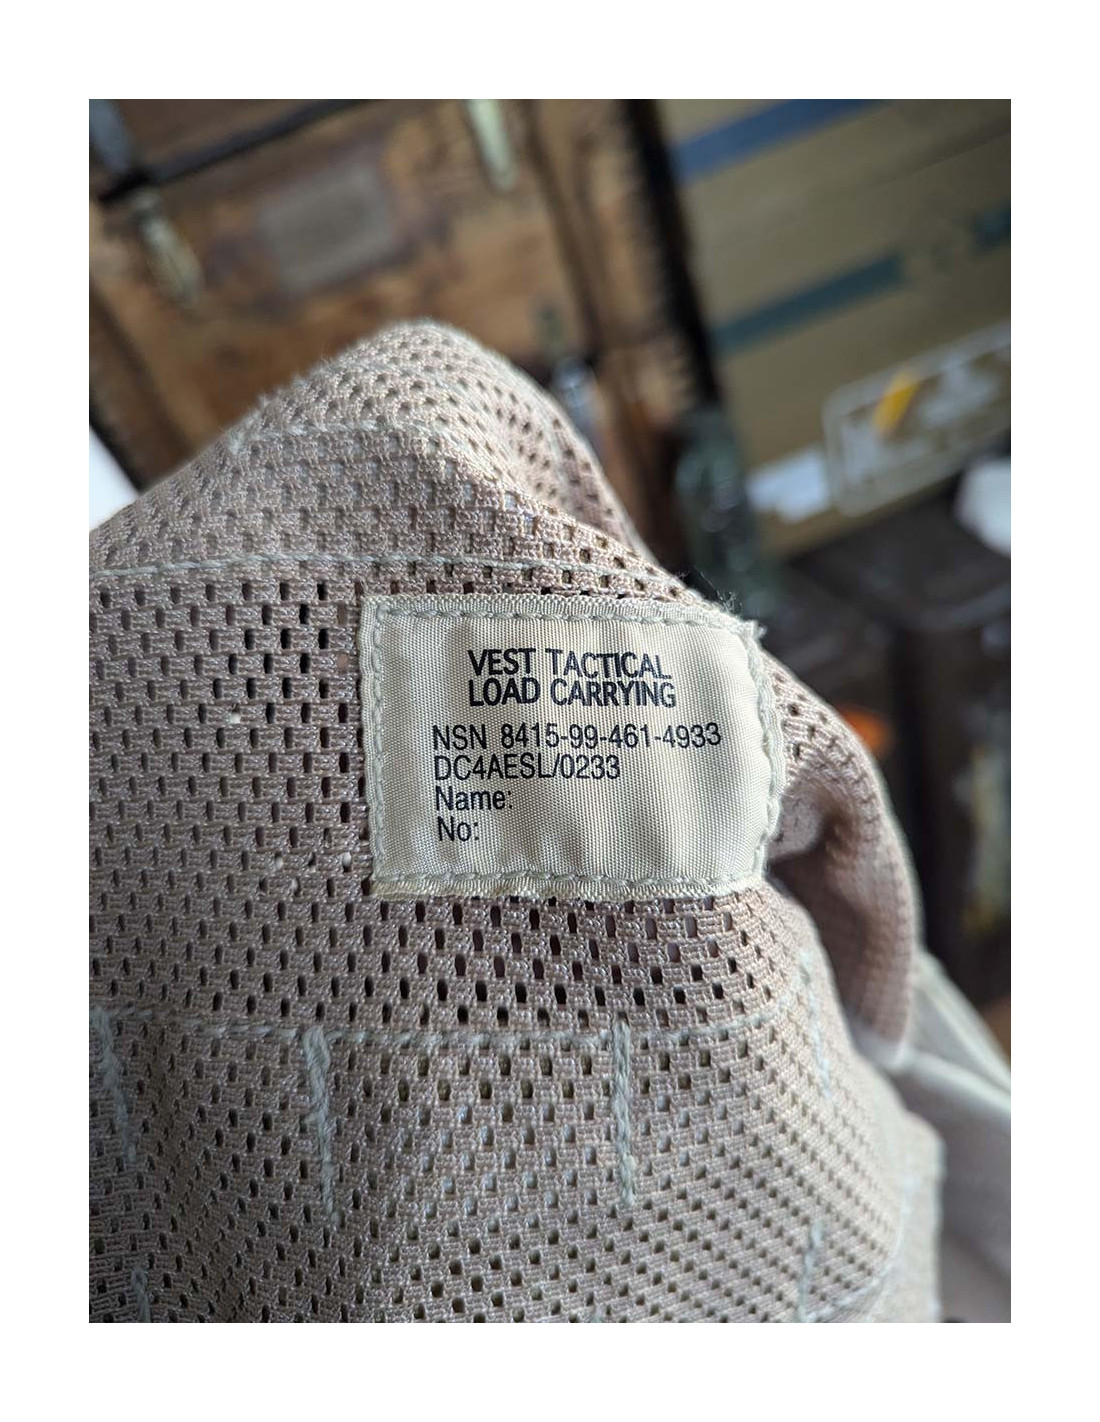 VEST TACTICAL
LOAD CARRYING
NSN 8415-99-461-4933
DC4AESL/0233
Name:
No: